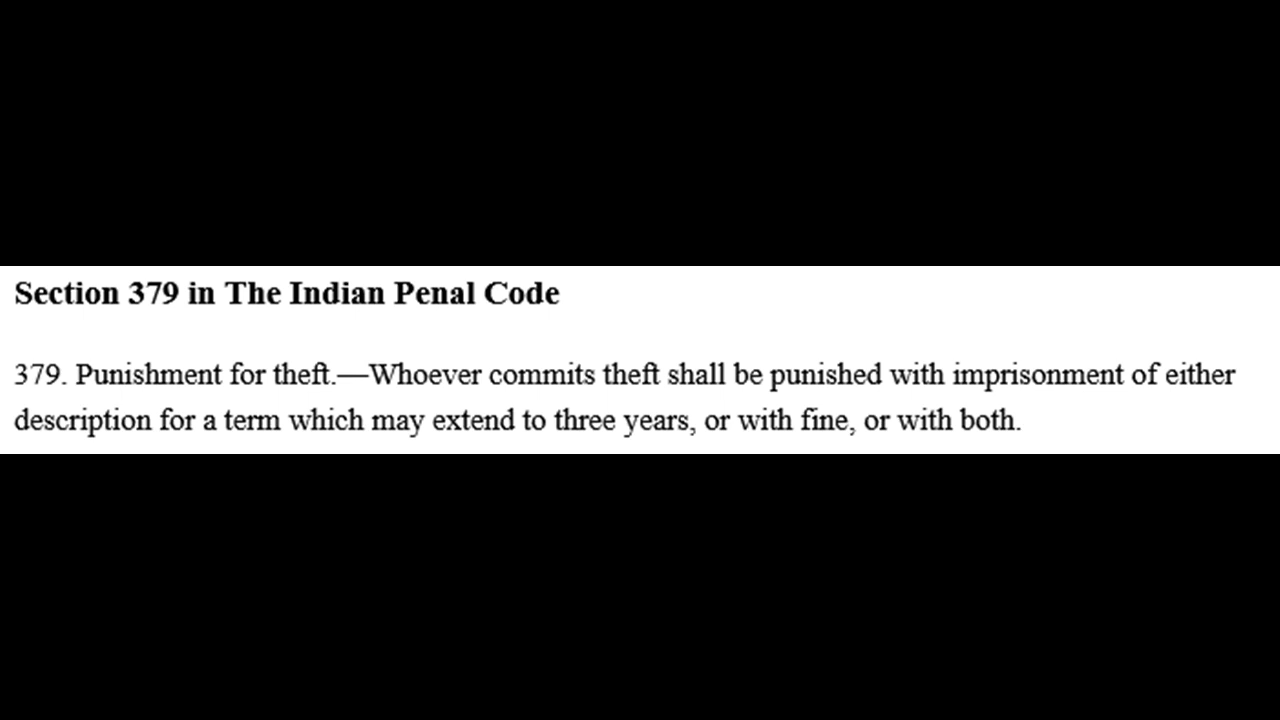 Section 379 in The Indian Penal Code
379. Punishment for theft.—Whoever commits theft shall be punished with imprisonment of either
description for a term which may extend to three years, or with fine, or with both.